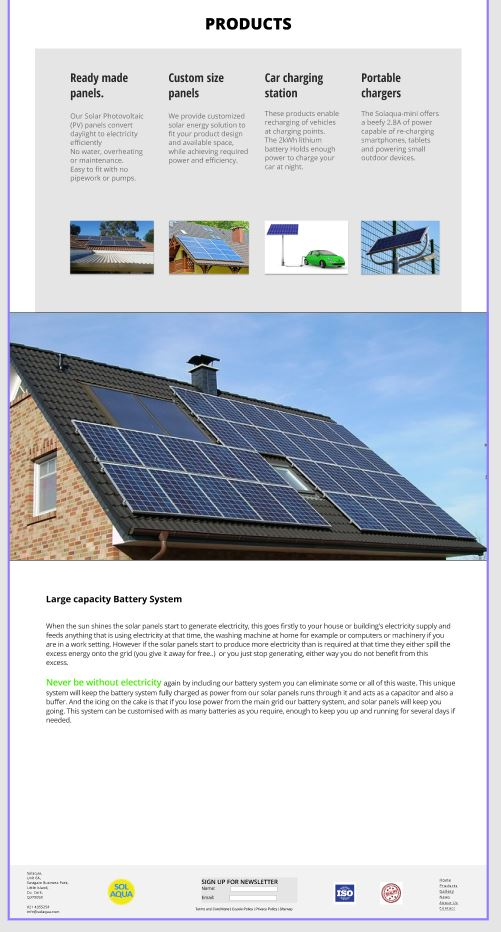 PRODUCTS
Ready made
panels.
Our Solar Photovoltaic
(PV) panels convert
daylight to electricity
efficiently
No water, overheating
or maintenance.
Easy to fit with no
pipework or pumps.
Custom size
panels
We provide customized
solar energy solution to
fit your product design
and available space,
while achieving required
power and efficiency.
Car charging
station
These products enable
recharging of vehicles
at charging points.
The 2kWh lithium
battery Holds enough
power to charge your
car at night.
Portable
chargers
The Solaqua-mini offers
a beefy 2.8A of power
capable of re-charging
smartphones, tablets
and powering small
outdoor devices.
Large capacity Battery System
When the sun shines the solar panels start to generate electricity, this goes firstly to your house or building's electricity supply and
feeds anything that is using electricity at that time, the washing machine at home for example or computers or machinery if you
are in a work setting. However if the solar panels start to produce more electricity than is required at that time they either spill the
excess energy onto the grid (you give it away for free..) or you just stop generating, either way you do not benefit from this
excess.
Never be without electricity again by including our battery system you can eliminate some or all of this waste. This unique
system will keep the battery system fully charged as power from our solar panels runs through it and acts as a capacitor and also a
buffer. And the icing on the cake is that if you lose power from the main grid our battery system, and solar panels will keep you
going. This system can be customised with as many batteries as you require, enough to keep you up and running for several days if
needed.
Solaqua,
Unit 6A,
Eastgate Business Park,
Little Island,
Co. Cork.
021 4355259
info@solaqua.com
SOL
AQUA
SIGN UP FOR NEWSLETTER
Name:
Email:
Terms and Conditions | Cookie Policy | Privacy Policy | Sitemap
ISO
Home
Products
Gallery
News
About Us
Contact